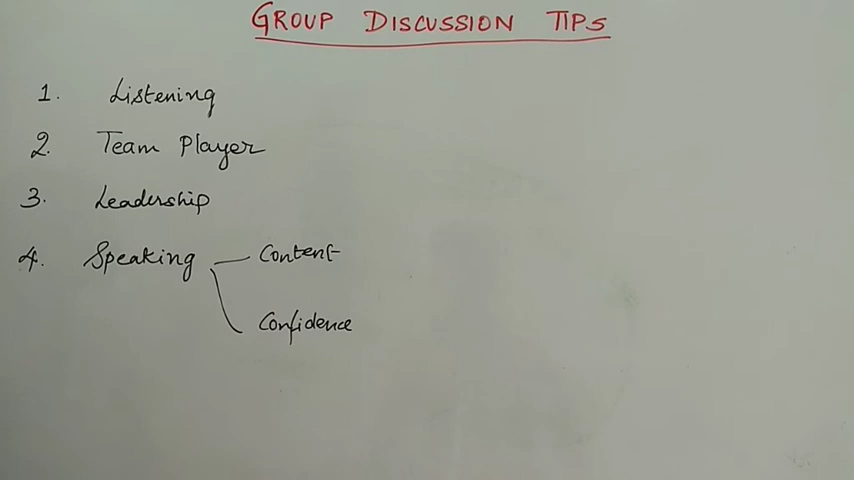 GROUP DISCUSSION TIPS
1. Listening
2. Team Player
3. Leadership
4. Speaking — Content
Confidence